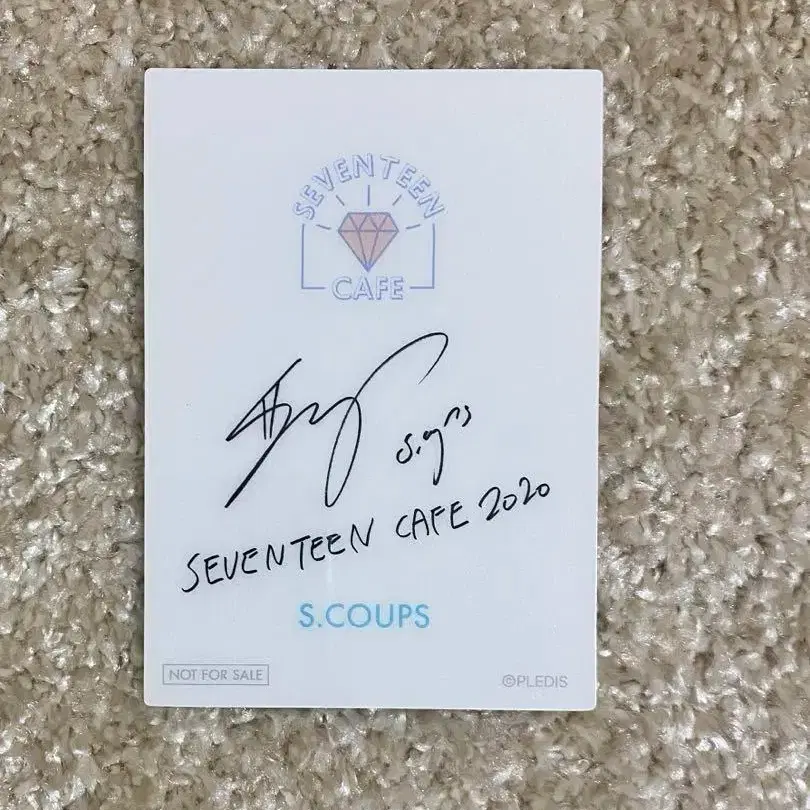 SEVENTEEN
CAFE
SEVENTEEN CAFE 2020
S.COUPS
NOT FOR SALE
©PLEDIS